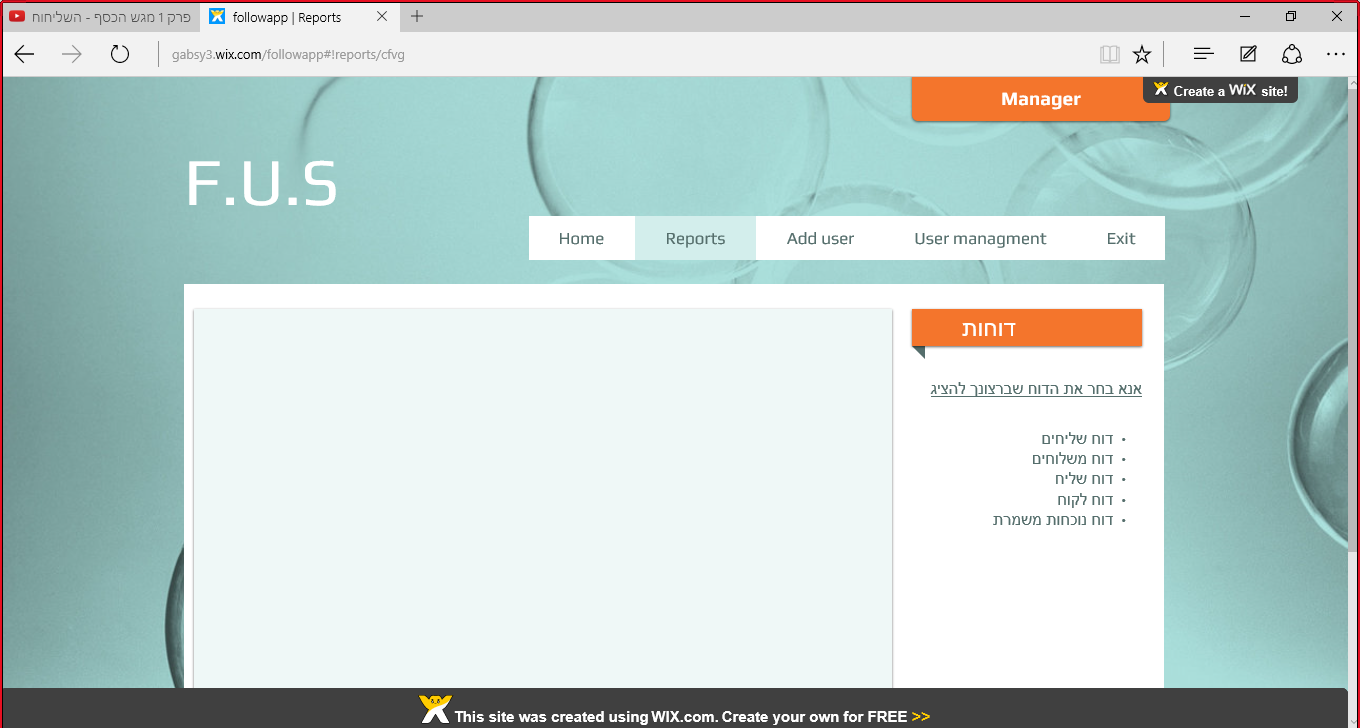 פרק 1 מגש הכסף - השליחות
followapp | Reports
gabsy3.wix.com/followapp#!reports/cfvg
Manager
Create a WiX site!
F.U.S
Home Reports Add user User managment Exit
דוחות
אנא בחר את הדוח שברצונך להציג
• דוח שליחים
• דוח משלוחים
• דוח שליח
• דוח לקוח
• דוח נוכחות משמרת
This site was created using WIX.com. Create your own for FREE >>